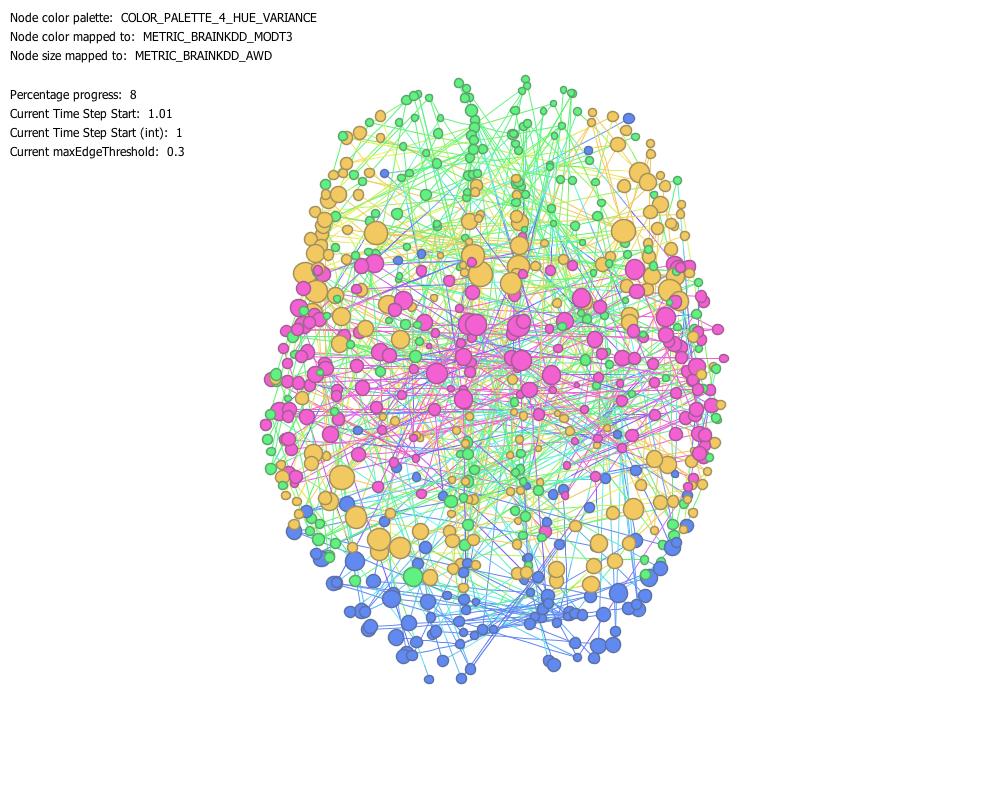 Node color palette:  COLOR_PALETTE_4_HUE_VARIANCE
Node color mapped to:  METRIC_BRAINKDD_MODT3
Node size mapped to:  METRIC_BRAINKDD_AWD
Percentage progress:  8
Current Time Step Start:  1.01
Current Time Step Start (int):  1
Current maxEdgeThreshold:  0.3